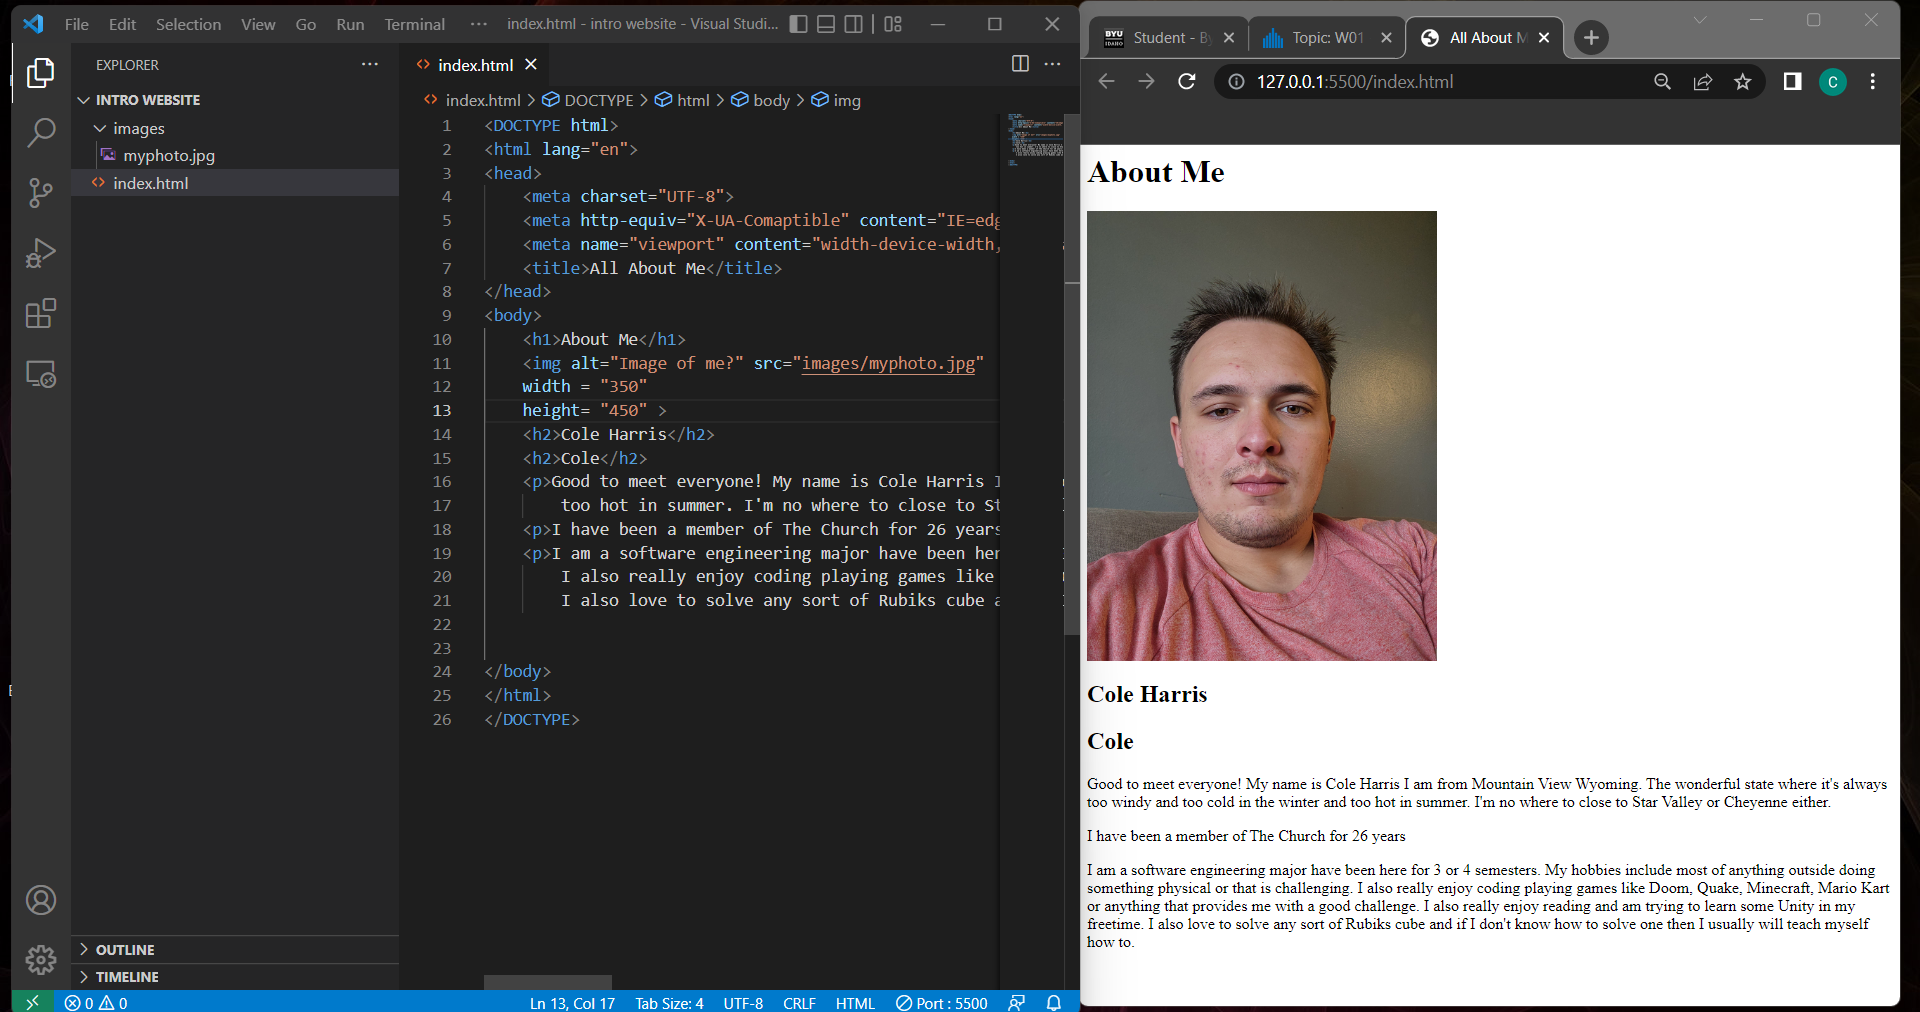 File Edit Selection View Go Run Terminal ··· index.html - intro website - Visual Studi...
EXPLORER ···
INTRO WEBSITE
images
myphoto.jpg
index.html
OUTLINE
TIMELINE
index.html
index.html > DOCTYPE > html > body > img
1 <DOCTYPE html>
2 <html lang="en">
3 <head>
4 <meta charset="UTF-8">
5 <meta http-equiv="X-UA-Comaptible" content="IE=edg
6 <meta name="viewport" content="width-device-width,
7 <title>All About Me</title>
8 </head>
9 <body>
10 <h1>About Me</h1>
11 <img alt="Image of me?" src="images/myphoto.jpg"
12 width = "350"
13 height= "450" >
14 <h2>Cole Harris</h2>
15 <h2>Cole</h2>
16 <p>Good to meet everyone! My name is Cole Harris I
17 too hot in summer. I'm no where to close to St
18 <p>I have been a member of The Church for 26 years
19 <p>I am a software engineering major have been her
20 I also really enjoy coding playing games like
21 I also love to solve any sort of Rubiks cube a
22
23
24 </body>
25 </html>
26 </DOCTYPE>
0 0 Ln 13, Col 17 Tab Size: 4 UTF-8 CRLF HTML Port : 5500
BYU IDAHO Student - By Topic: W01 All About M
127.0.0.1:5500/index.html C
About Me
Cole Harris
Cole
Good to meet everyone! My name is Cole Harris I am from Mountain View Wyoming. The wonderful state where it's always
too windy and too cold in the winter and too hot in summer. I'm no where to close to Star Valley or Cheyenne either.
I have been a member of The Church for 26 years
I am a software engineering major have been here for 3 or 4 semesters. My hobbies include most of anything outside doing
something physical or that is challenging. I also really enjoy coding playing games like Doom, Quake, Minecraft, Mario Kart
or anything that provides me with a good challenge. I also really enjoy reading and am trying to learn some Unity in my
freetime. I also love to solve any sort of Rubiks cube and if I don't know how to solve one then I usually will teach myself
how to.